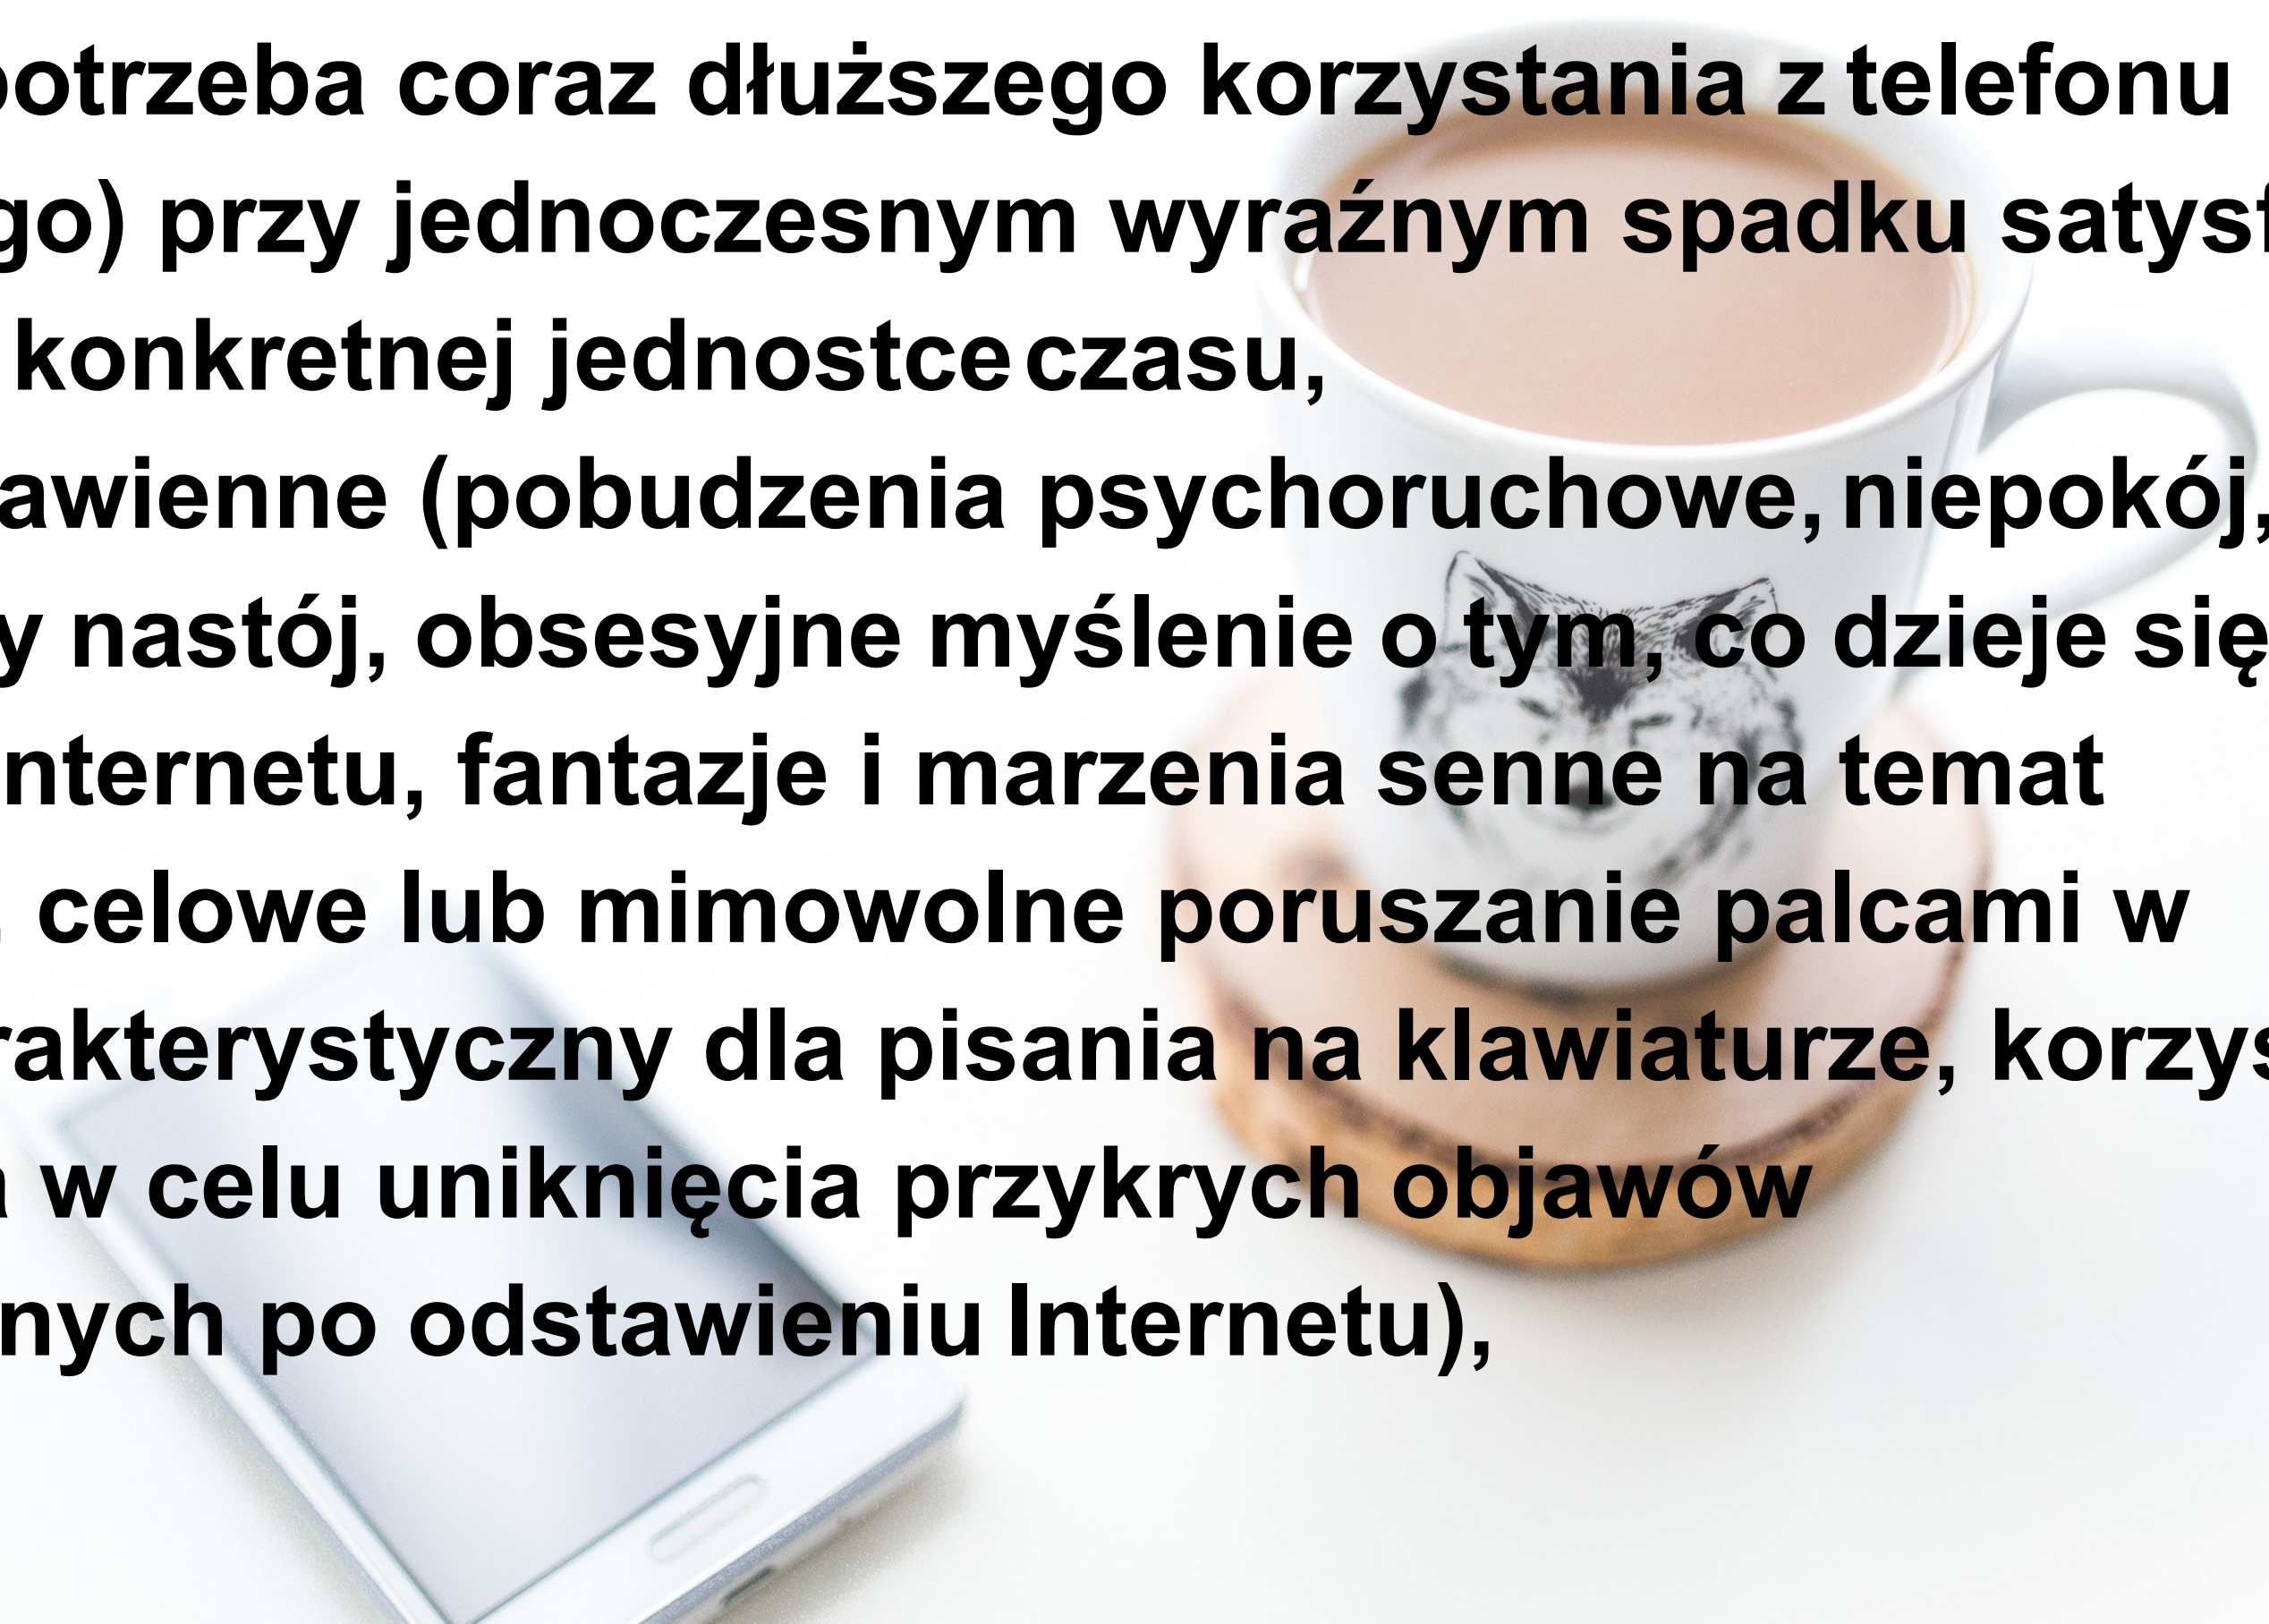 potrzeba coraz dłuższego korzystania z telefonu
go) przy jednoczesnym wyraźnym spadku satysf
konkretnej jednostce czasu,
awienne (pobudzenia psychoruchowe, niepokój,
y nastój, obsesyjne myślenie o tym, co dzieje się
nternetu, fantazje i marzenia senne na temat
celowe lub mimowolne poruszanie palcami w
rakterystyczny dla pisania na klawiaturze, korzys
a w celu uniknięcia przykrych objawów
nych po odstawieniu Internetu),